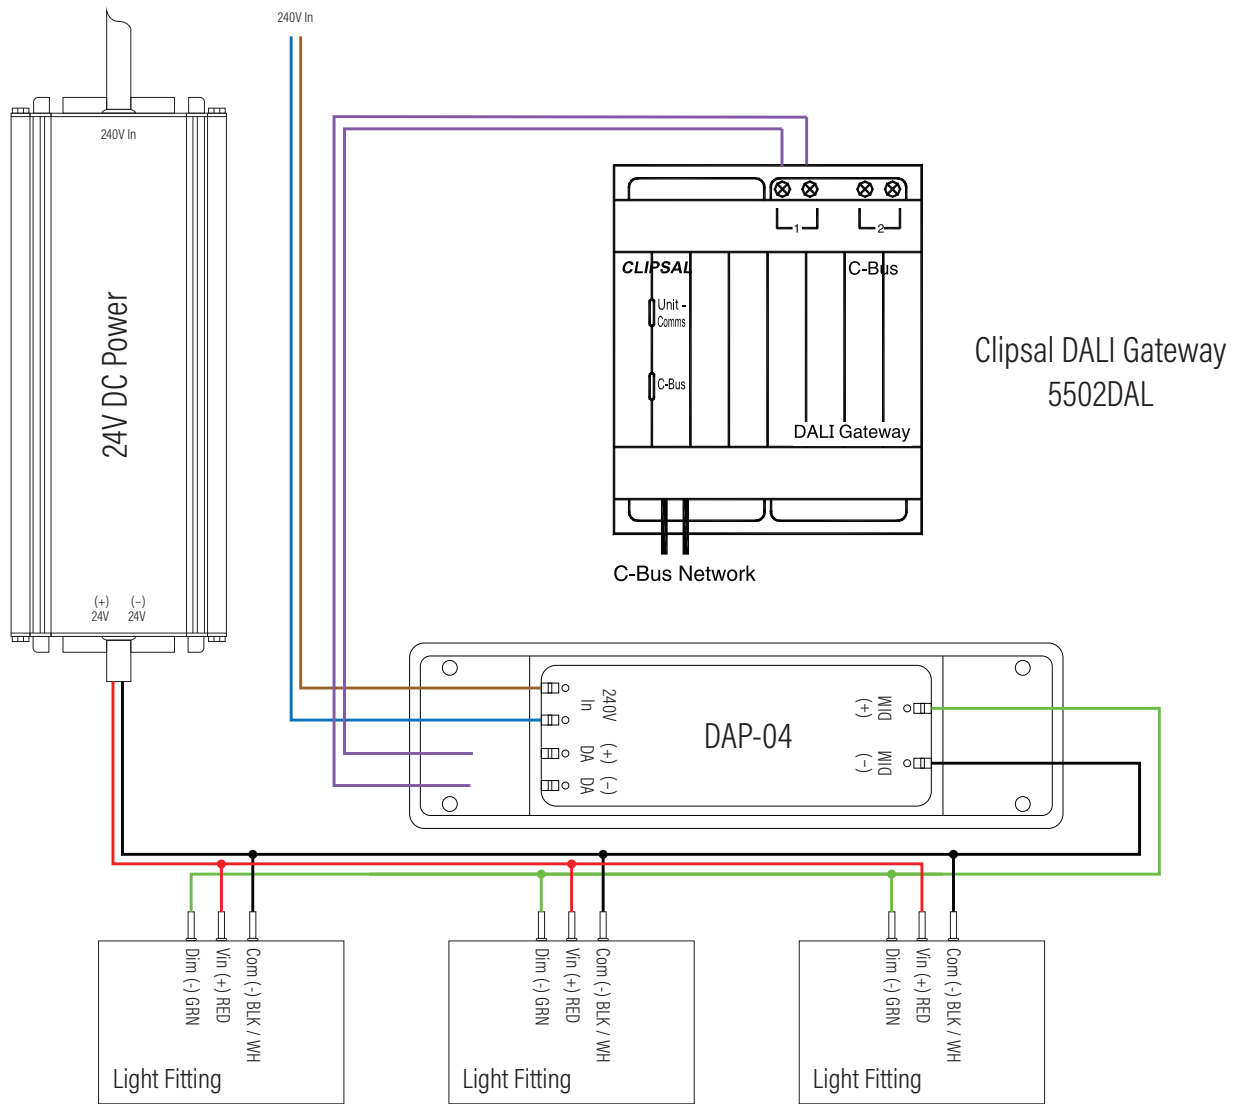 240V In
240V In
24V DC Power
(+) (–)
24V 24V
1 2
CLIPSAL
C-Bus
Unit -
Comms
C-Bus
DALI Gateway
C-Bus Network
Clipsal DALI Gateway
5502DAL
240V
In
(+)
DA
(–)
DA
DAP-04
DIM
(+)
DIM
(–)
Dim (-) GRN
Vin (+) RED
Com (-) BLK / WH
Light Fitting
Dim (-) GRN
Vin (+) RED
Com (-) BLK / WH
Light Fitting
Dim (-) GRN
Vin (+) RED
Com (-) BLK / WH
Light Fitting